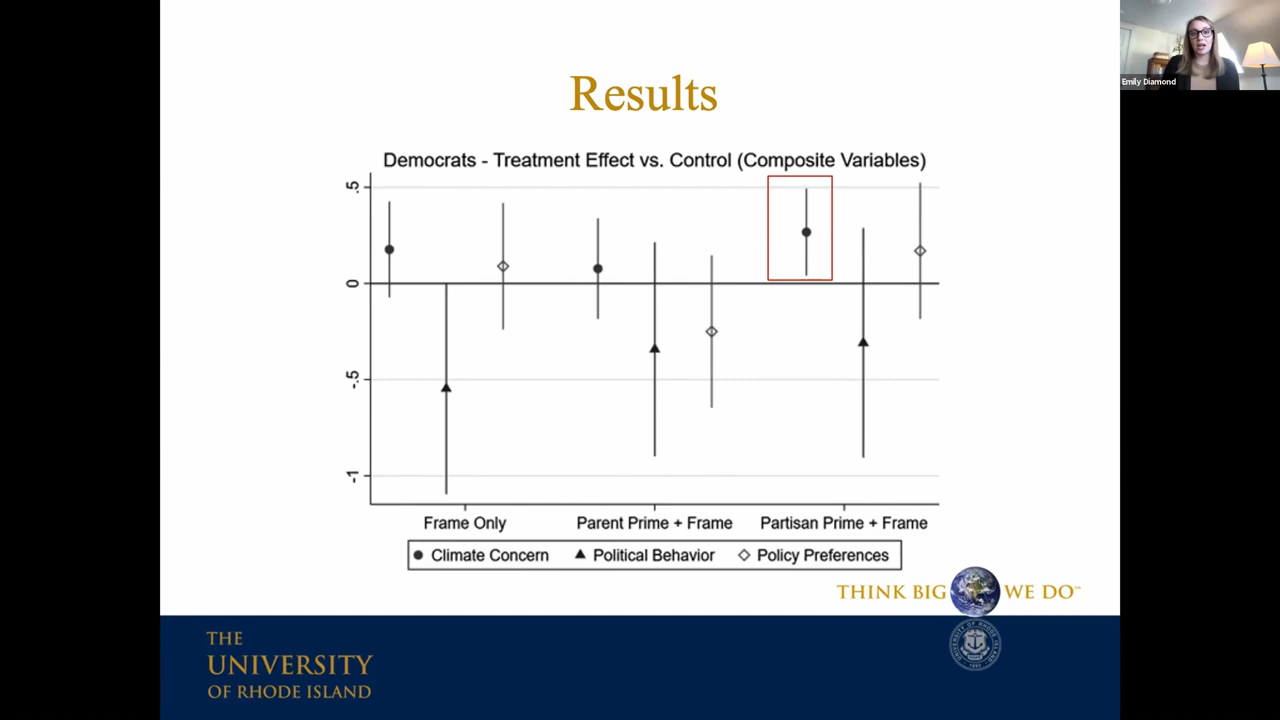 Results
Emily Diamond
Democrats - Treatment Effect vs. Control (Composite Variables)
.5
0
-.5
-1
Frame Only
Parent Prime + Frame
Partisan Prime + Frame
Climate Concern
Political Behavior
Policy Preferences
THINK BIG WE DO™
THE
UNIVERSITY
OF RHODE ISLAND